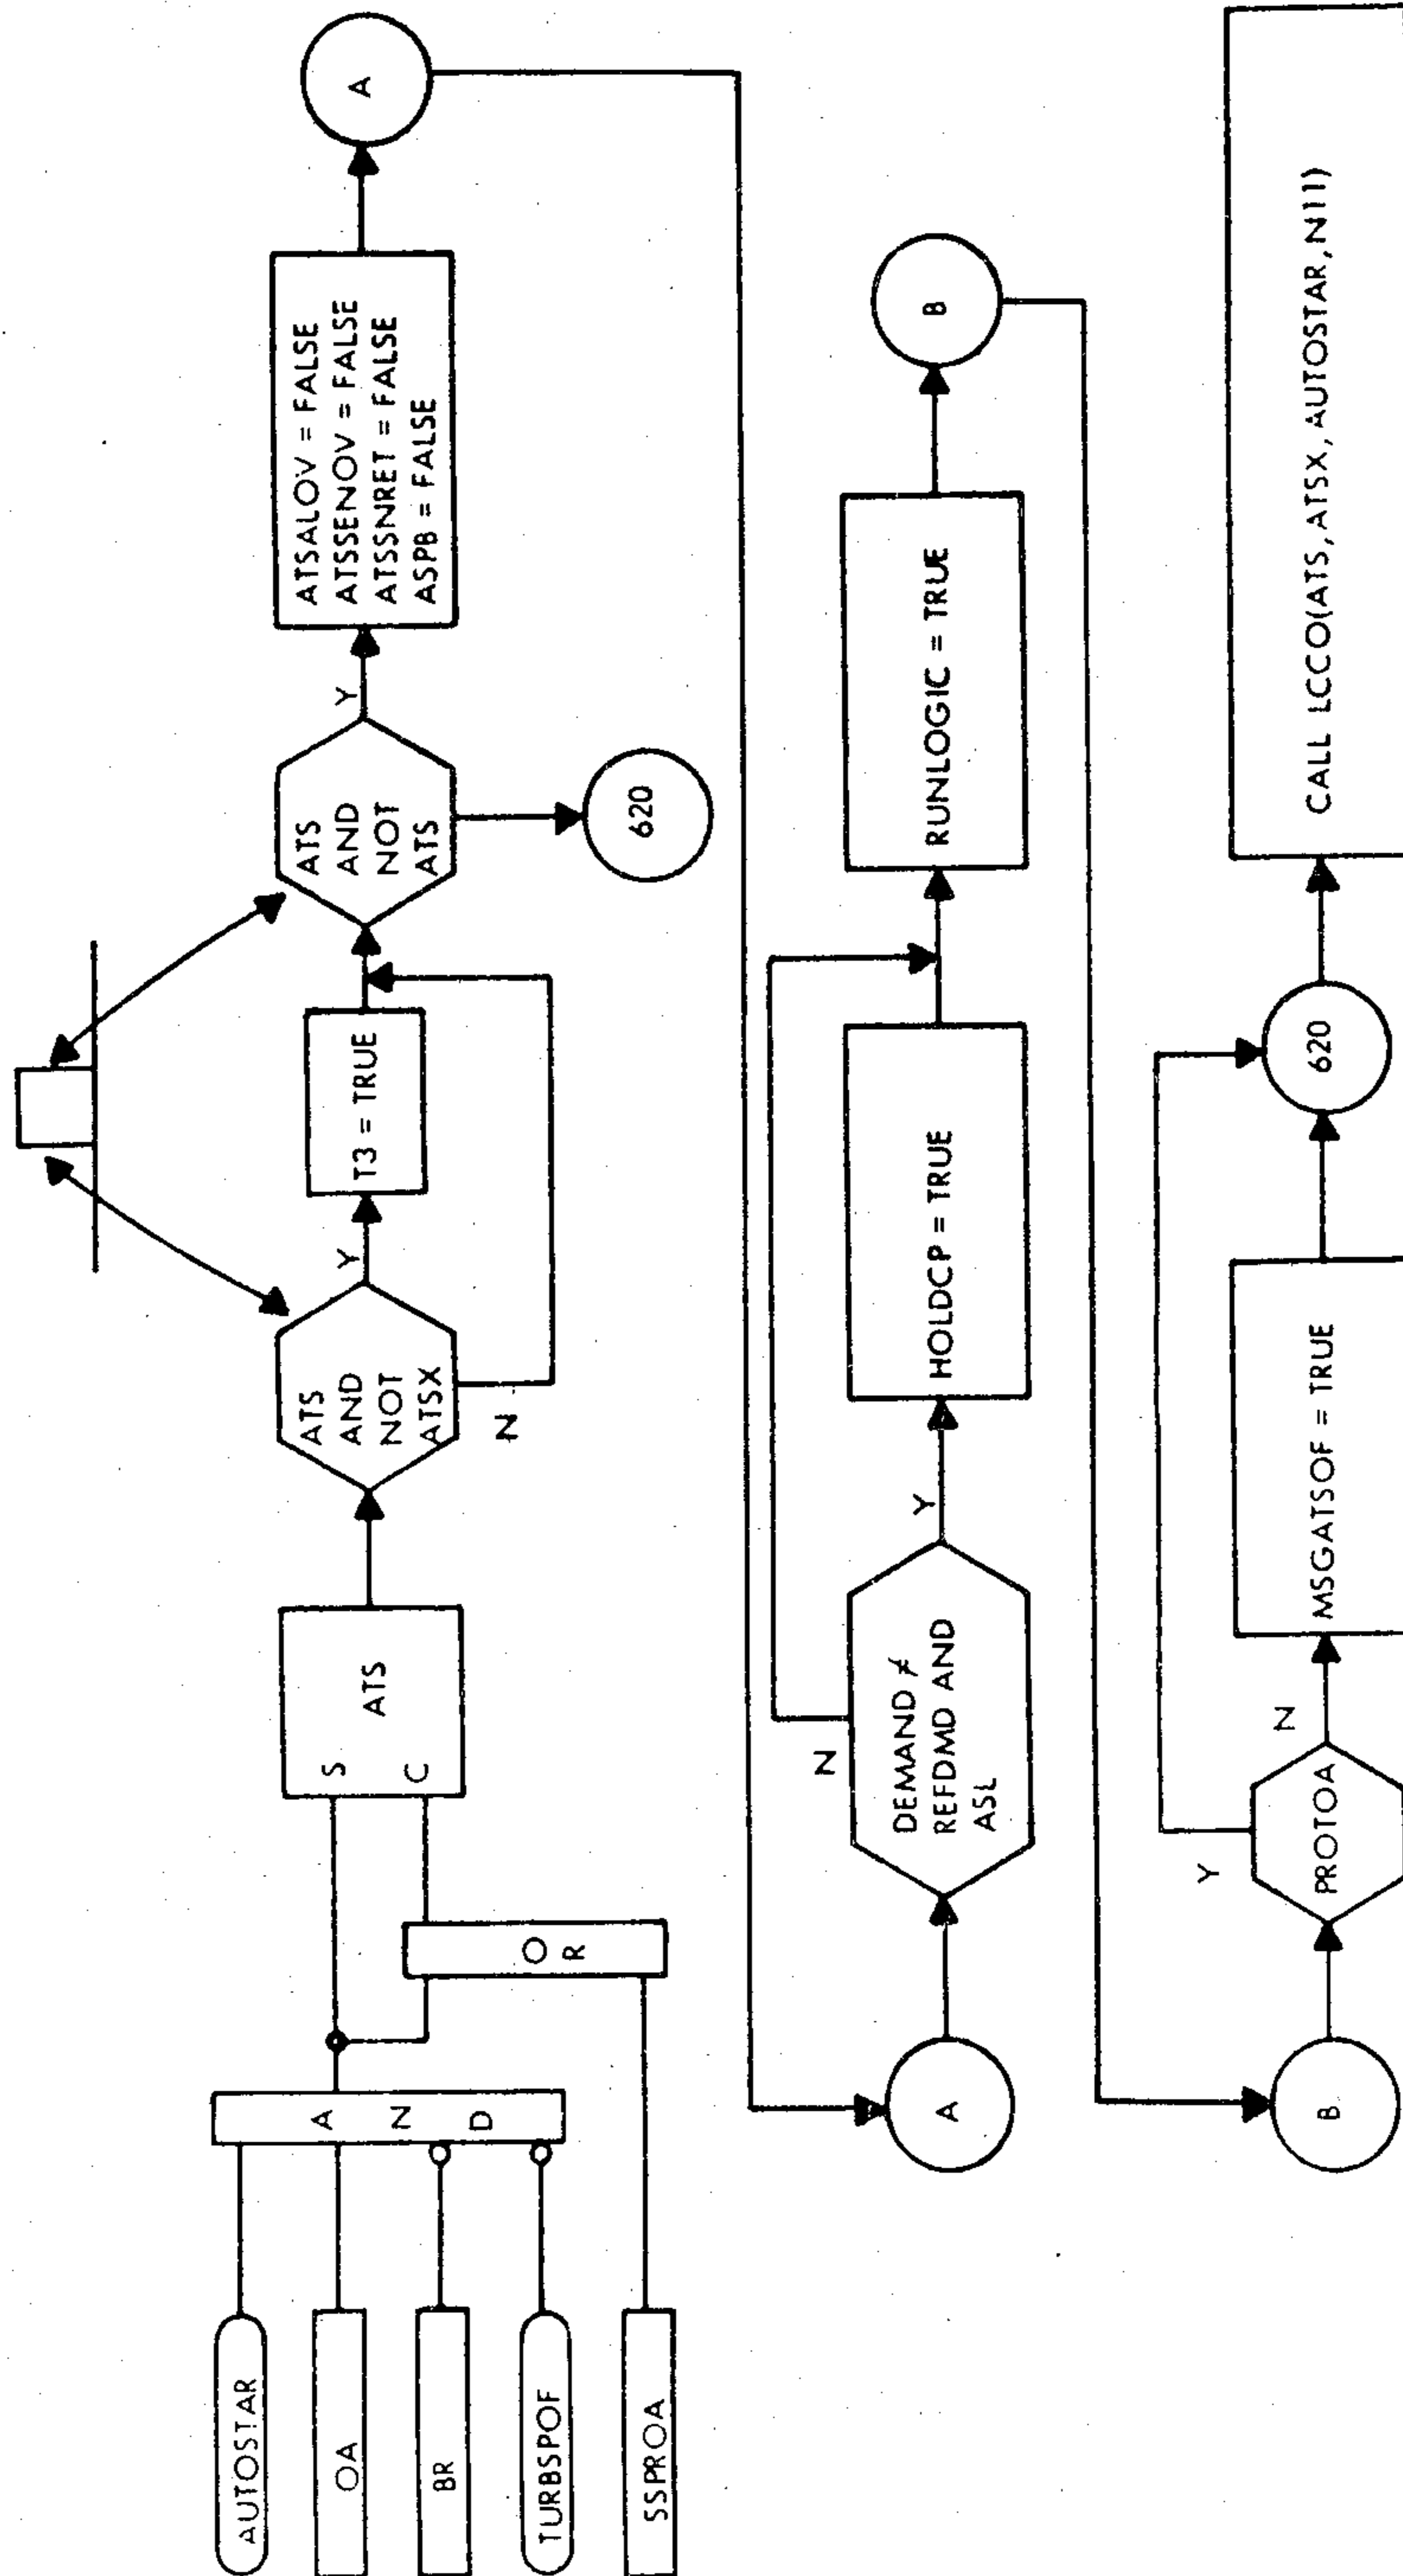 AUTOSTAR
OA
BR
TURBSPOF
SSPROA
A N D
O R
S
C
ATS
ATS
AND
NOT
ATSX
Y
N
T3 = TRUE
ATS
AND
NOT
ATS
Y
620
ATSALOV = FALSE
ATSSENOV = FALSE
ATSSNRET = FALSE
ASPB = FALSE
A
A
DEMAND ≠
REFDMD AND
ASL
N
Y
HOLDCP = TRUE
RUNLOGIC = TRUE
B
B
PROTOA
Y
N
MSGATSOF = TRUE
620
CALL LCCO(ATS, ATSX, AUTOSTAR, N11)